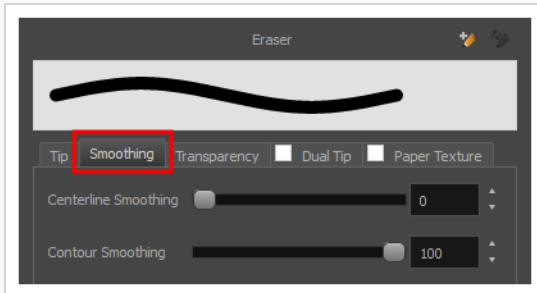 Eraser
Tip Smoothing Transparency Dual Tip Paper Texture
Centerline Smoothing 0
Contour Smoothing 100